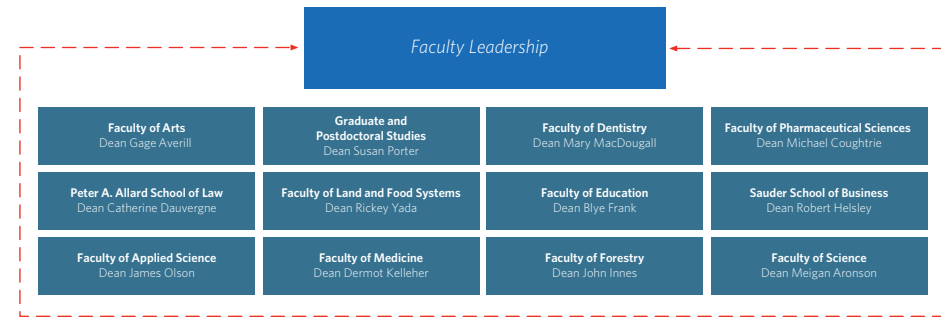 Faculty Leadership
Faculty of Arts
Dean Gage Averill
Graduate and
Postdoctoral Studies
Dean Susan Porter
Faculty of Dentistry
Dean Mary MacDougall
Faculty of Pharmaceutical Sciences
Dean Michael Coughtrie
Peter A. Allard School of Law
Dean Catherine Dauvergne
Faculty of Land and Food Systems
Dean Rickey Yada
Faculty of Education
Dean Blye Frank
Sauder School of Business
Dean Robert Helsley
Faculty of Applied Science
Dean James Olson
Faculty of Medicine
Dean Dermot Kelleher
Faculty of Forestry
Dean John Innes
Faculty of Science
Dean Meigan Aronson